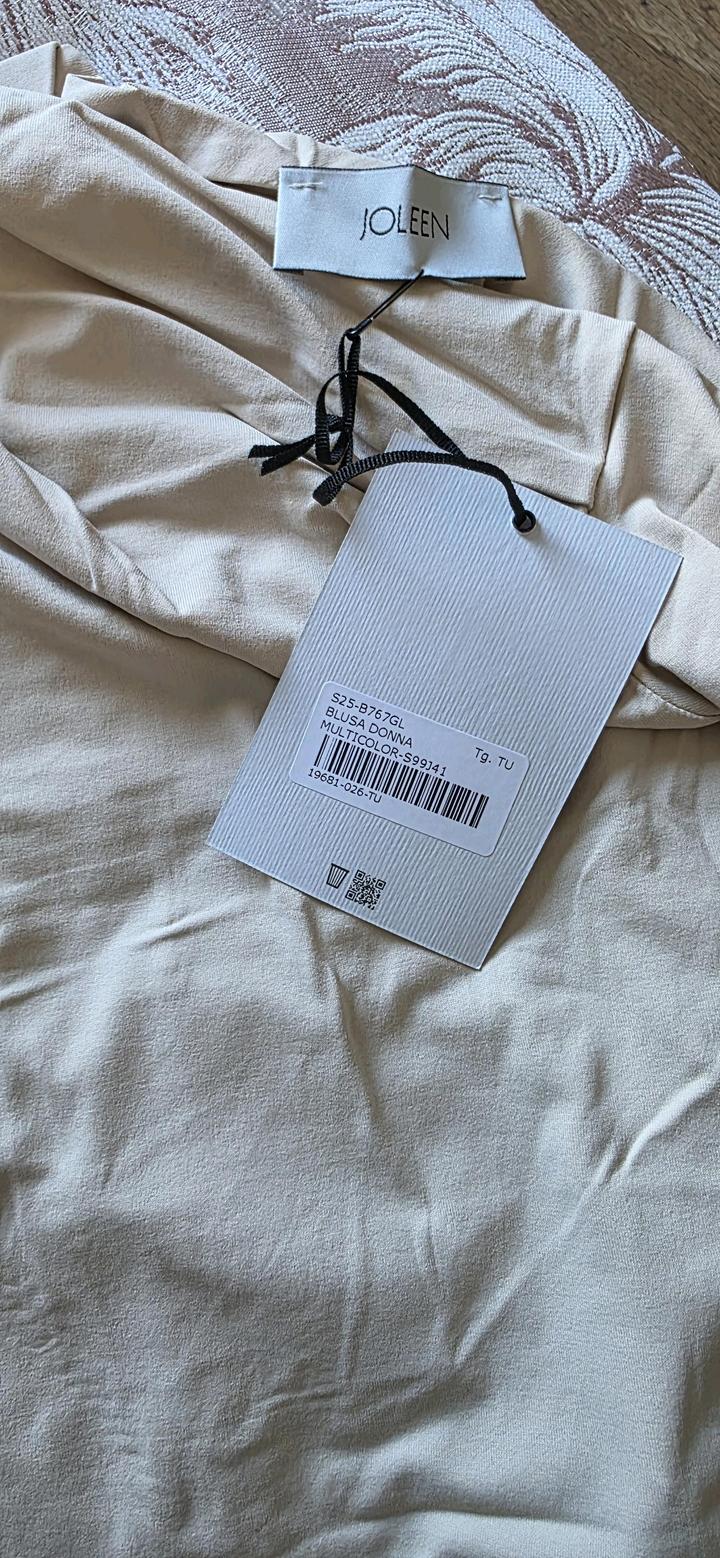 JOLEEN
S25-B767GL
BLUSA DONNA
MULTICOLOR-S99J41 Tg. TU
19681-026-TU